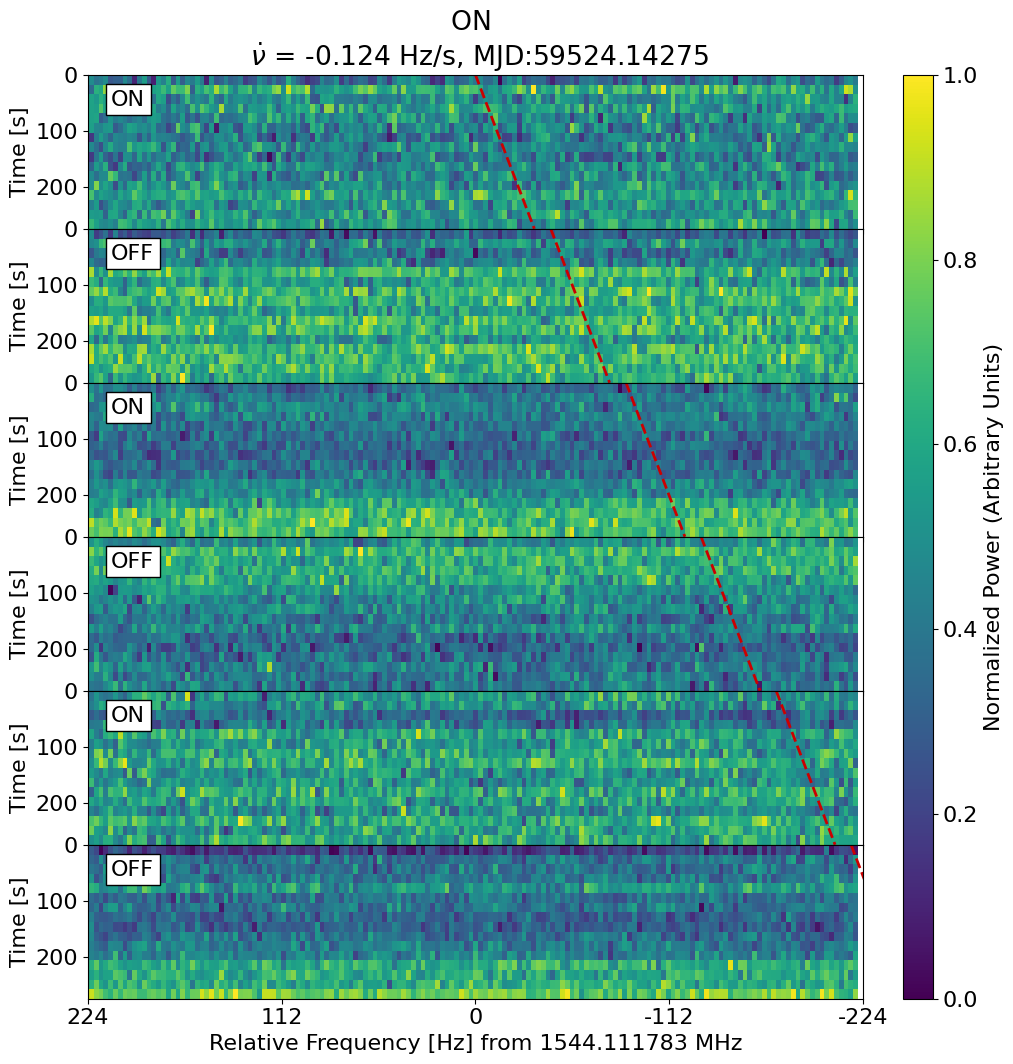 ON
ν̇ = -0.124 Hz/s, MJD:59524.14275
0
ON
100
200
Time [s]
0
OFF
100
200
Time [s]
0
ON
100
200
Time [s]
0
OFF
100
200
Time [s]
0
ON
100
200
Time [s]
0
OFF
100
200
Time [s]
224 112 0 -112 -224
Relative Frequency [Hz] from 1544.111783 MHz
1.0
0.8
0.6
0.4
0.2
0.0
Normalized Power (Arbitrary Units)